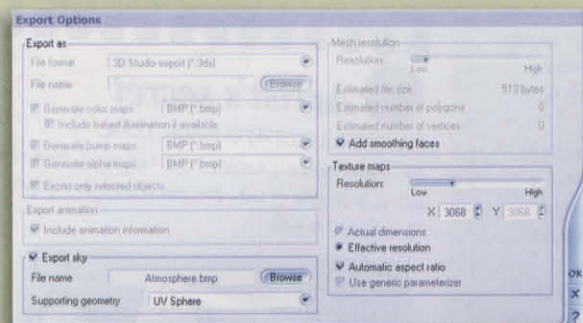 Export Options
Export as
File format 3D Studio export (*.3ds)
File name Browse
Generate color maps BMP (*.bmp)
Include baked illumination if available
Generate bump maps BMP (*.bmp)
Generate alpha maps BMP (*.bmp)
Export only selected objects
Export animation
Include animation information
Export sky
File name Atmosphere.bmp Browse
Supporting geometry UV Sphere
Mesh resolution
Resolution:
Low High
Estimated file size 513 bytes
Estimated number of polygons 0
Estimated number of vertices 0
Add smoothing faces
Texture maps
Resolution:
Low High
X 3068 Y 3068
Actual dimensions
Effective resolution
Automatic aspect ratio
Use generic parameterizer
OK
X
?